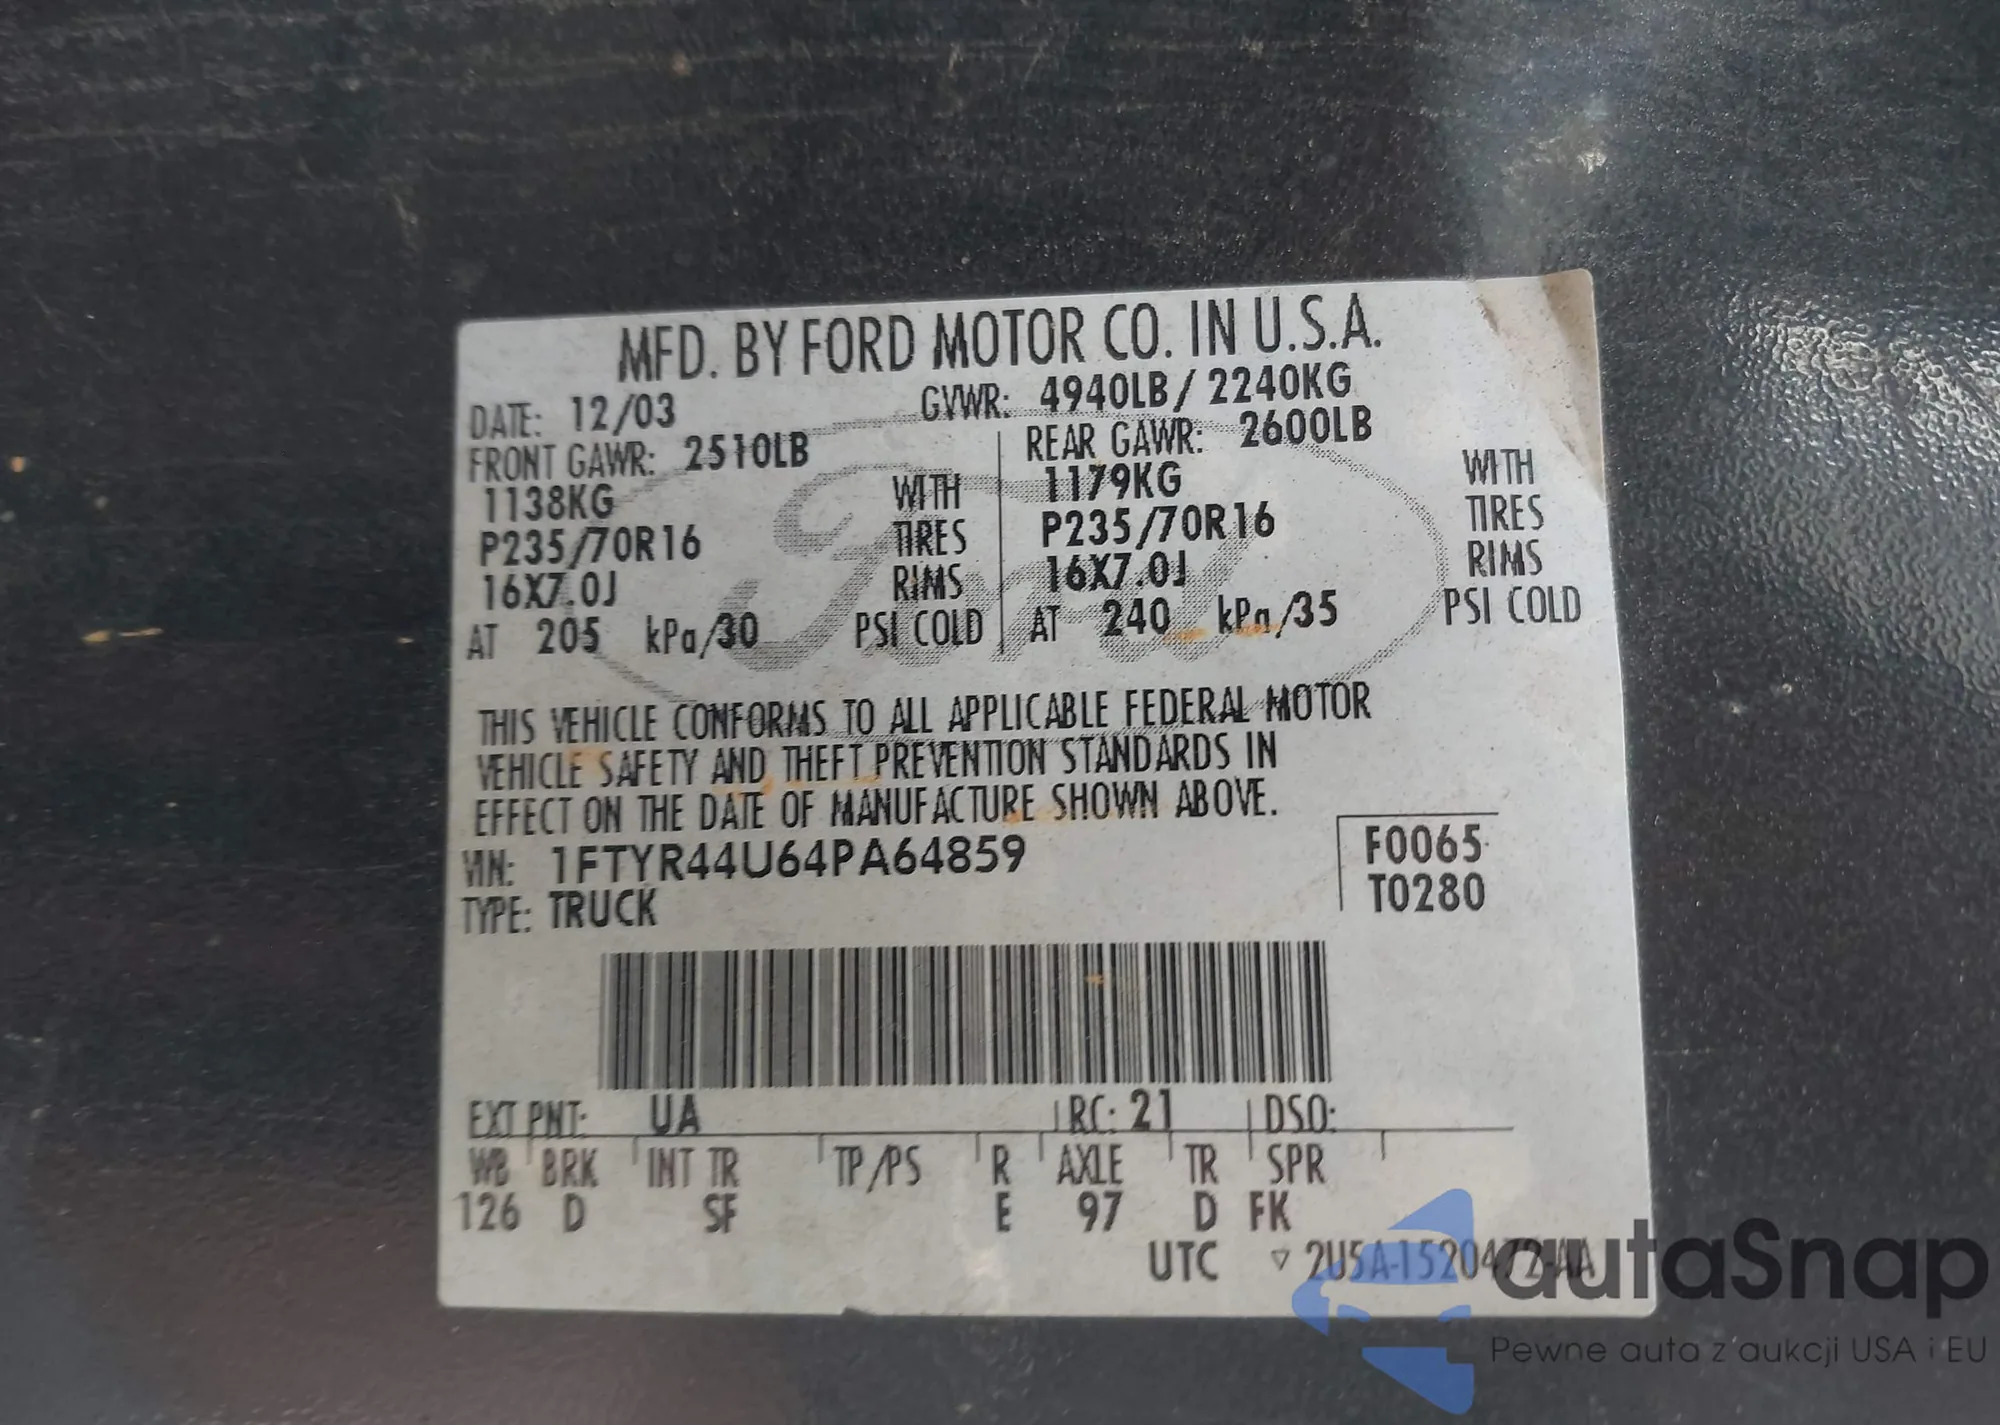 MFD. BY FORD MOTOR CO. IN U.S.A.
DATE: 12/03 GVWR: 4940LB / 2240KG
FRONT GAWR: 2510LB REAR GAWR: 2600LB
1138KG WITH 1179KG WITH
P235/70R16 TIRES P235/70R16 TIRES
16X7.0J RIMS 16X7.0J RIMS
AT 205 kPa/30 PSI COLD AT 240 kPa/35 PSI COLD
Ford
THIS VEHICLE CONFORMS TO ALL APPLICABLE FEDERAL MOTOR
VEHICLE SAFETY AND THEFT PREVENTION STANDARDS IN
EFFECT ON THE DATE OF MANUFACTURE SHOWN ABOVE.
VIN: 1FTYR44U64PA64859 F0065
TYPE: TRUCK T0280
EXT PNT: UA RC: 21 DSO:
WB BRK INT TR TP/PS R AXLE TR SPR
126 D SF E 97 D FK
UTC ▽ 2U5A-1520472-AA
autaSnap
Pewne auta z aukcji USA i EU